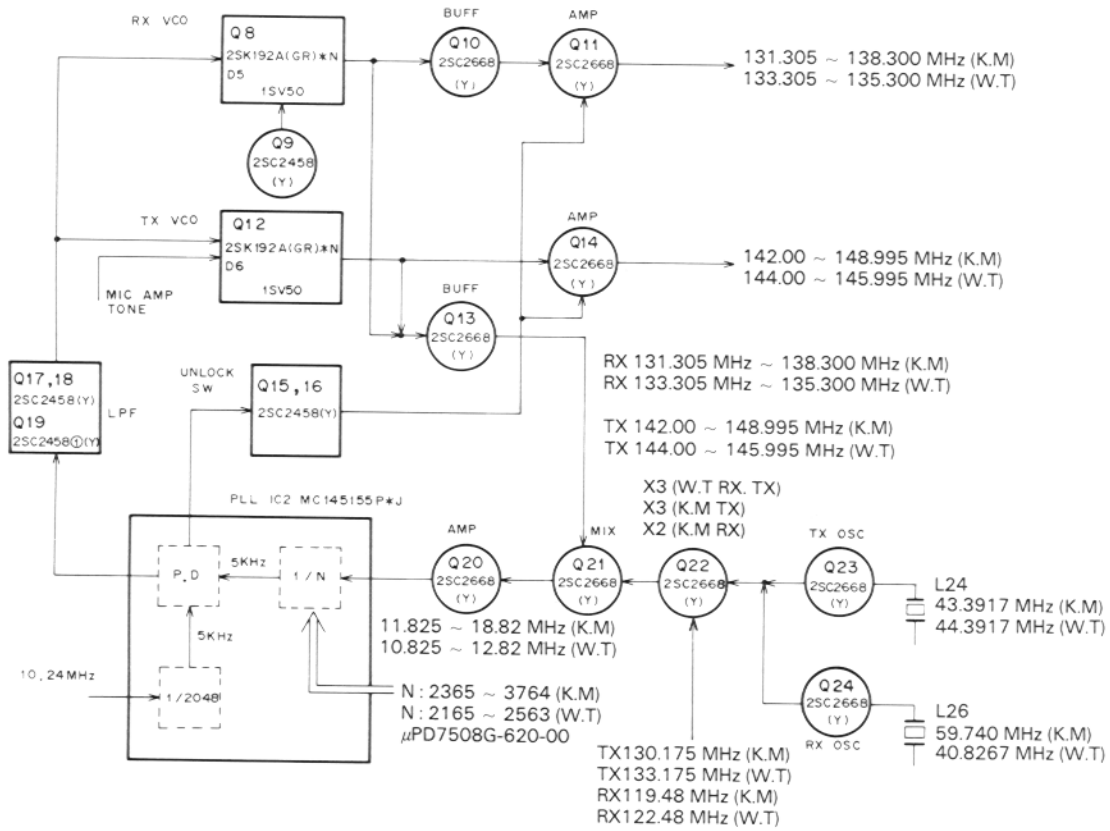 RX VCO
Q8
2SK192A(GR)*N
D5
1SV50
Q9
2SC2458
(Y)
BUFF
Q10
2SC2668
(Y)
AMP
Q11
2SC2668
(Y)
131.305 ~ 138.300 MHz (K.M)
133.305 ~ 135.300 MHz (W.T)
TX VCO
Q12
2SK192A(GR)*N
D6
1SV50
MIC AMP
TONE
AMP
Q14
2SC2668
(Y)
142.00 ~ 148.995 MHz (K.M)
144.00 ~ 145.995 MHz (W.T)
BUFF
Q13
2SC2668
(Y)
Q17,18
2SC2458(Y)
Q19
2SC2458①(Y)
LPF
UNLOCK
SW
Q15,16
2SC2458(Y)
RX 131.305 MHz ~ 138.300 MHz (K.M)
RX 133.305 MHz ~ 135.300 MHz (W.T)
TX 142.00 ~ 148.995 MHz (K.M)
TX 144.00 ~ 145.995 MHz (W.T)
PLL IC2 MC145155P*J
P.D
5KHz
1/N
5KHz
10.24MHz
1/2048
AMP
Q20
2SC2668
(Y)
11.825 ~ 18.82 MHz (K.M)
10.825 ~ 12.82 MHz (W.T)
N : 2365 ~ 3764 (K.M)
N : 2165 ~ 2563 (W.T)
μPD7508G-620-00
MIX
Q21
2SC2668
(Y)
X3 (W.T RX. TX)
X3 (K.M TX)
X2 (K.M RX)
Q22
2SC2668
(Y)
TX130.175 MHz (K.M)
TX133.175 MHz (W.T)
RX119.48 MHz (K.M)
RX122.48 MHz (W.T)
TX OSC
Q23
2SC2668
(Y)
L24
43.3917 MHz (K.M)
44.3917 MHz (W.T)
Q24
2SC2668
(Y)
RX OSC
L26
59.740 MHz (K.M)
40.8267 MHz (W.T)